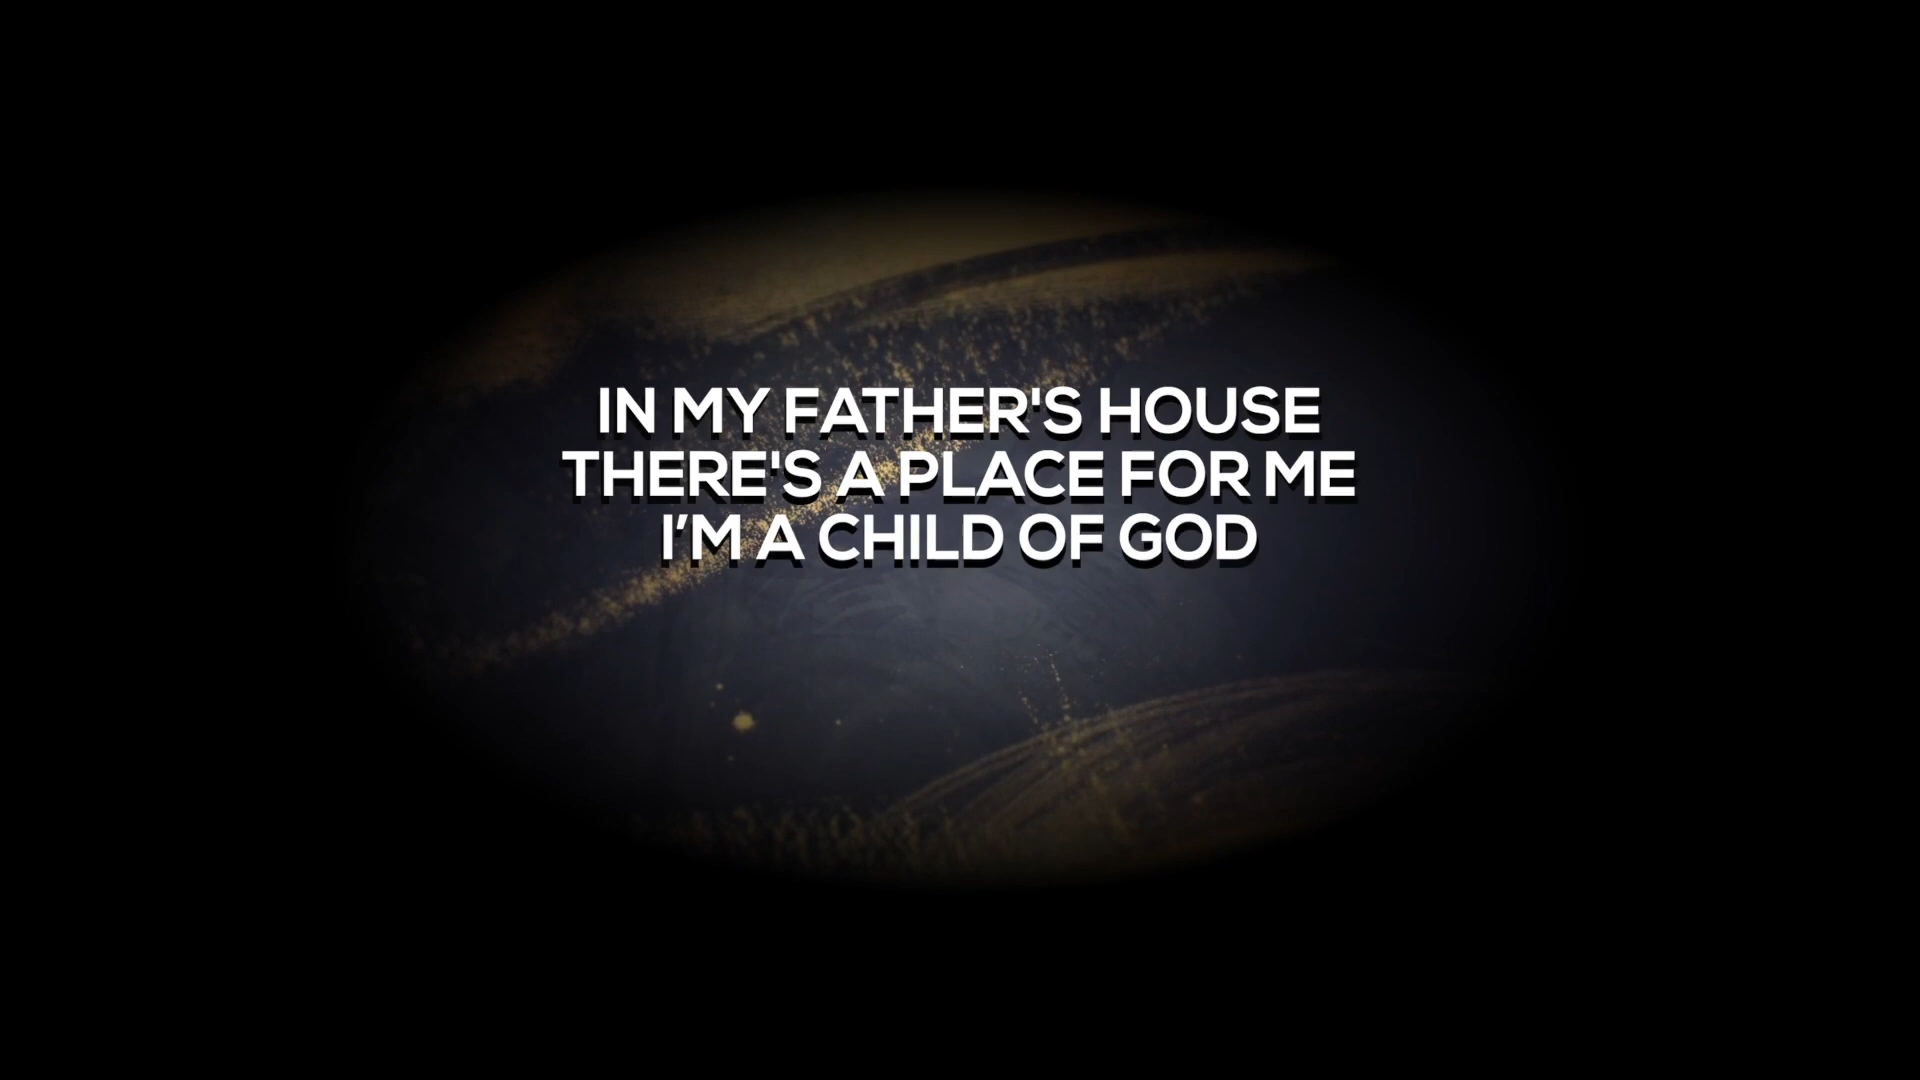 IN MY FATHER'S HOUSE
THERE'S A PLACE FOR ME
I’M A CHILD OF GOD